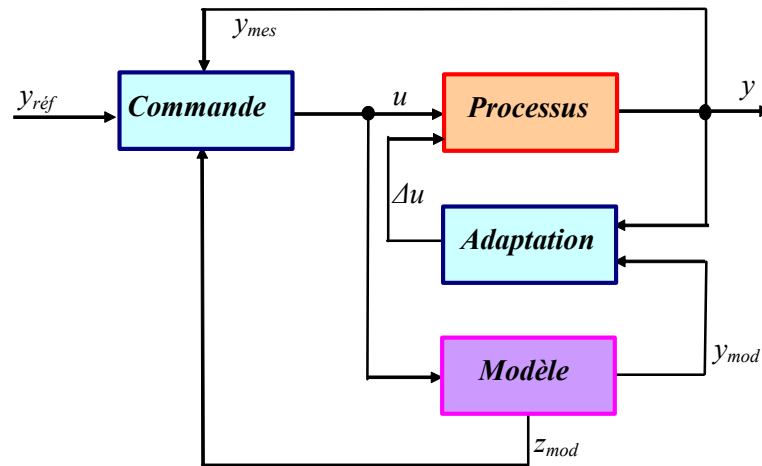 y_mes
y_réf
Commande
u
Processus
y
Δu
Adaptation
Modèle
y_mod
z_mod